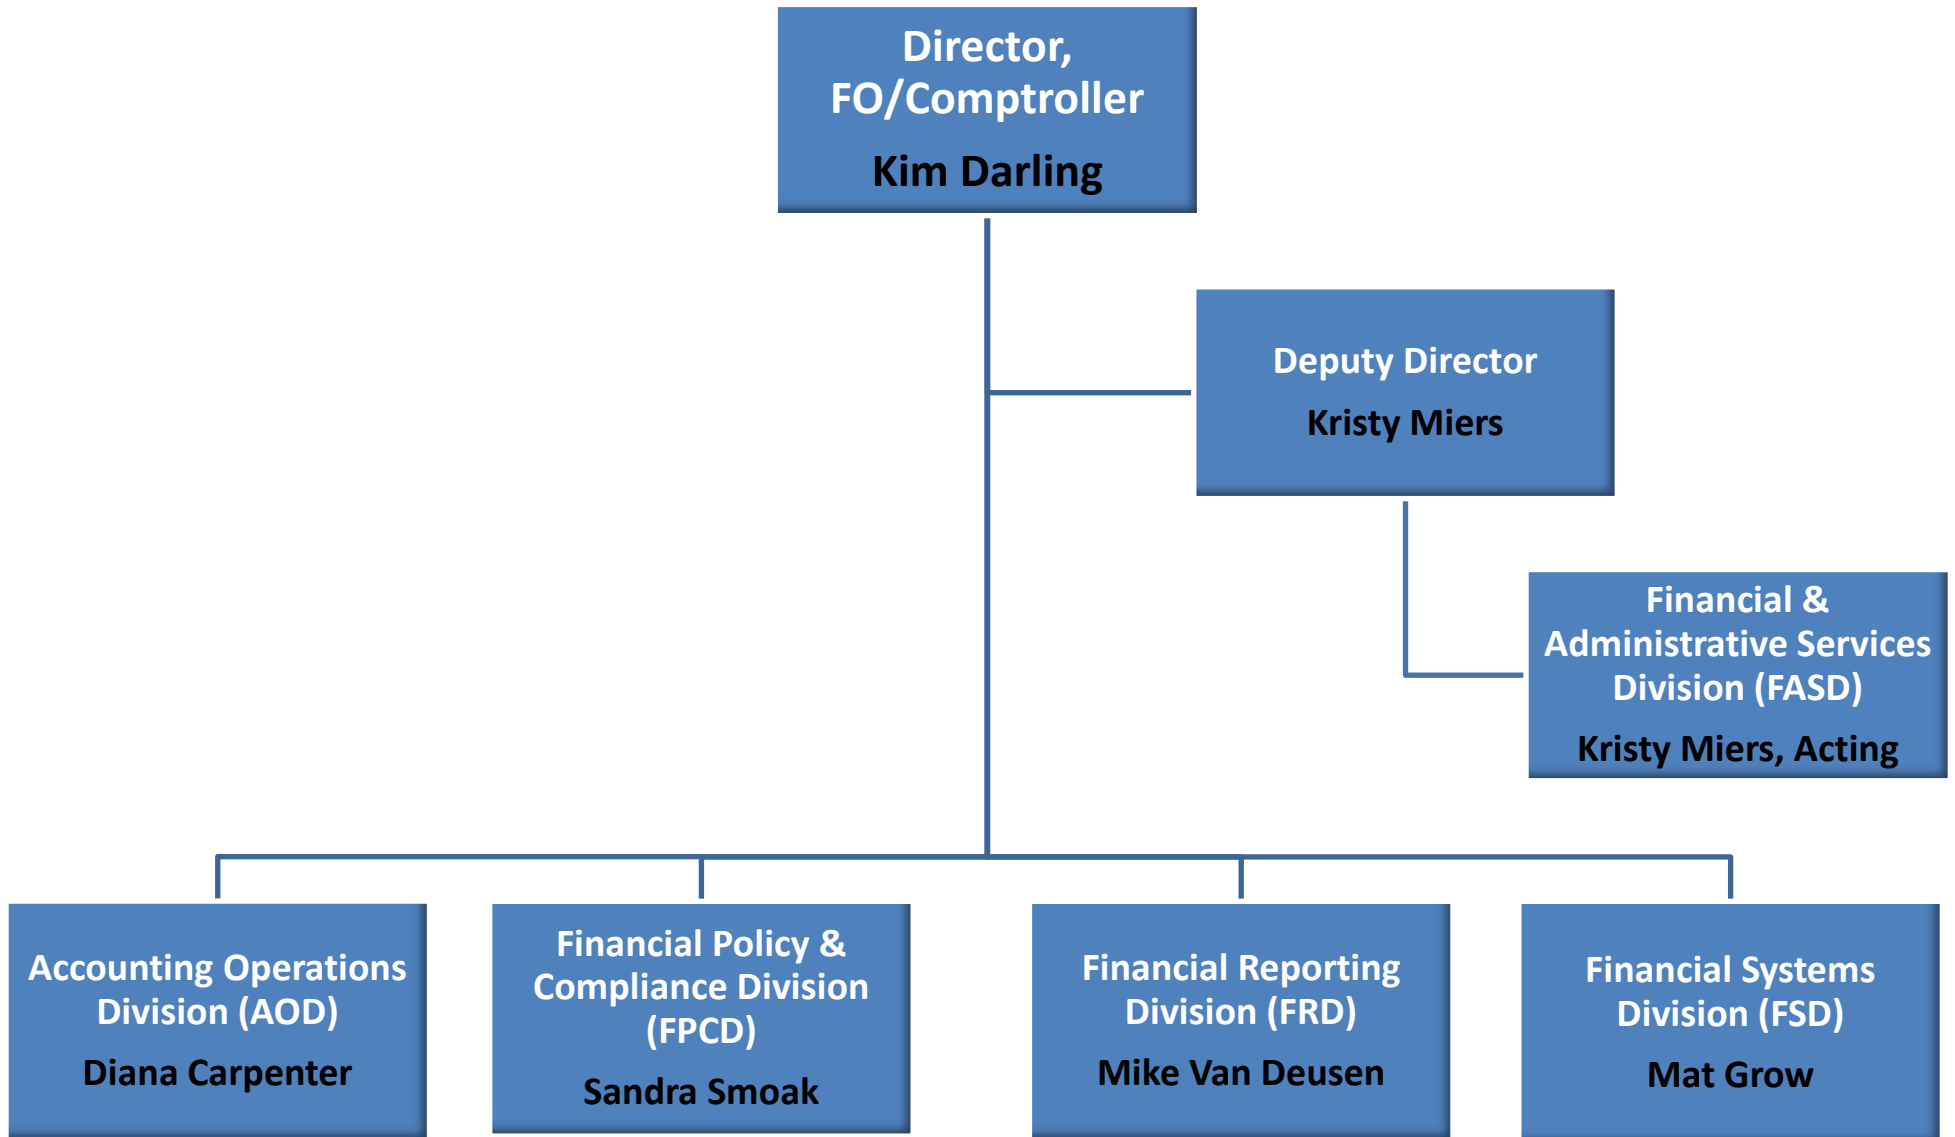 Director,
FO/Comptroller
Kim Darling
Deputy Director
Kristy Miers
Financial &
Administrative Services
Division (FASD)
Kristy Miers, Acting
Accounting Operations
Division (AOD)
Diana Carpenter
Financial Policy &
Compliance Division
(FPCD)
Sandra Smoak
Financial Reporting
Division (FRD)
Mike Van Deusen
Financial Systems
Division (FSD)
Mat Grow